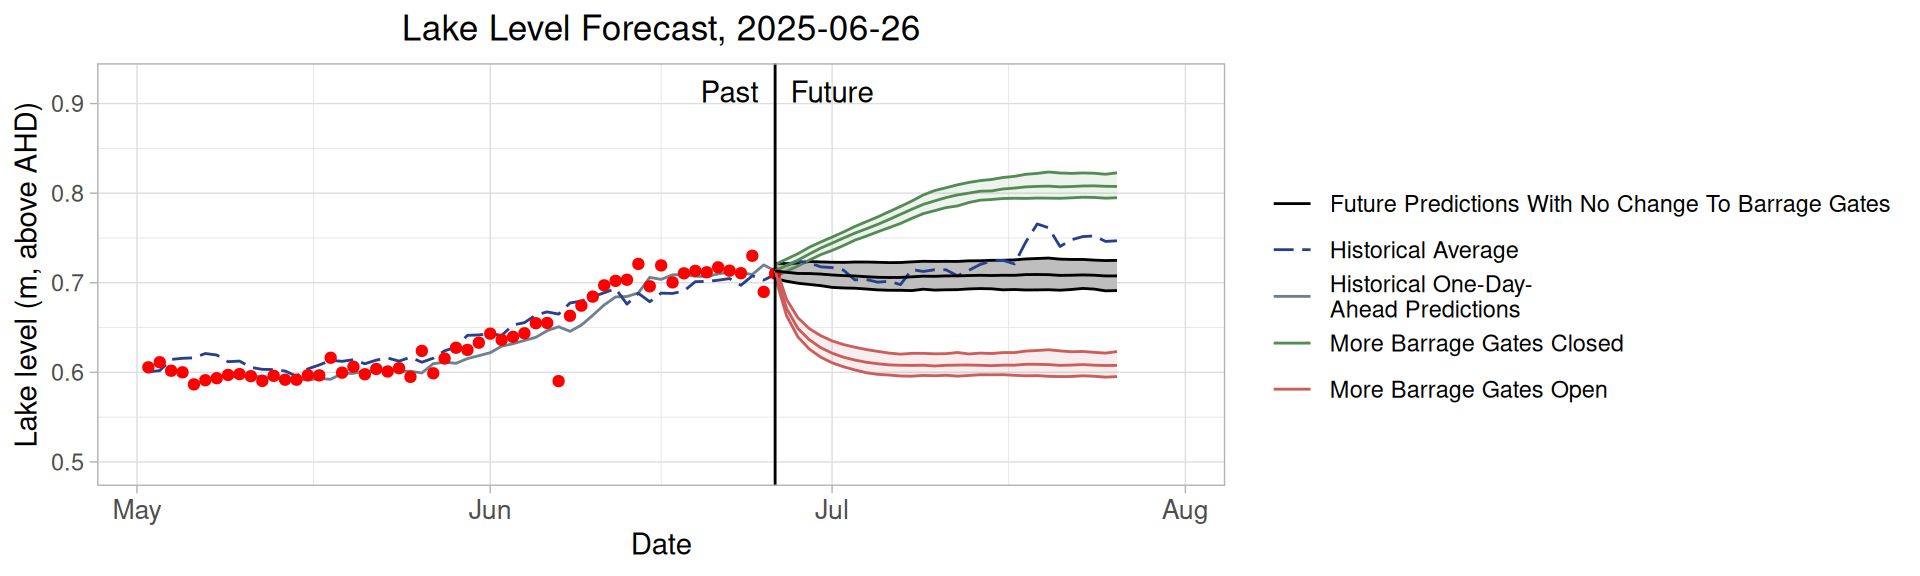 Lake Level Forecast, 2025-06-26
Past
Future
Lake level (m, above AHD)
0.9
0.8
0.7
0.6
0.5
May
Jun
Jul
Aug
Date
Future Predictions With No Change To Barrage Gates
Historical Average
Historical One-Day-
Ahead Predictions
More Barrage Gates Closed
More Barrage Gates Open